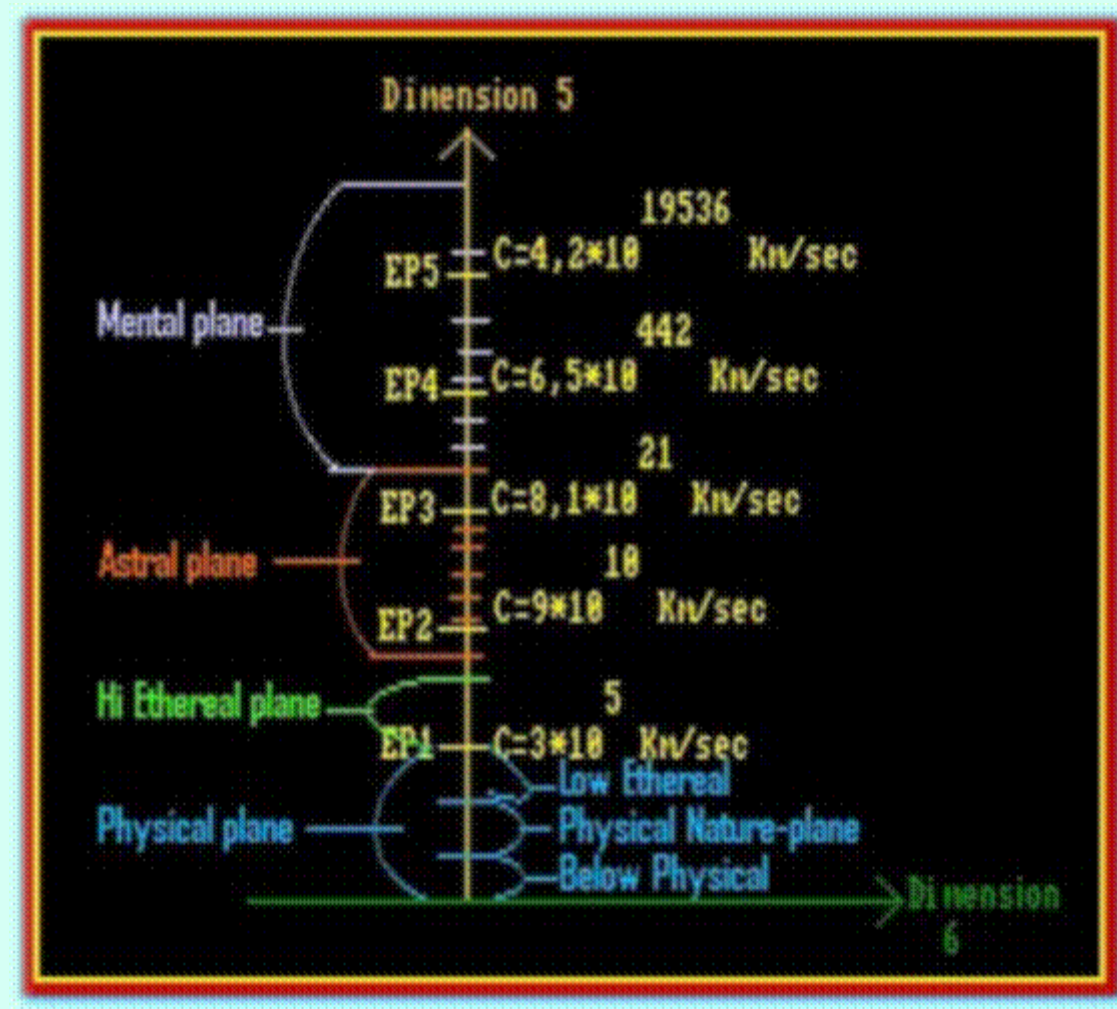 Dimension 5
19536
EP5 C=4,2*10 Km/sec
Mental plane
442
EP4 C=6,5*10 Km/sec
21
EP3 C=8,1*10 Km/sec
Astral plane
10
EP2 C=9*10 Km/sec
Hi Ethereal plane
5
EP1 C=3*10 Km/sec
Low Ethereal
Physical plane
Physical Nature-plane
Below Physical
Dimension
6